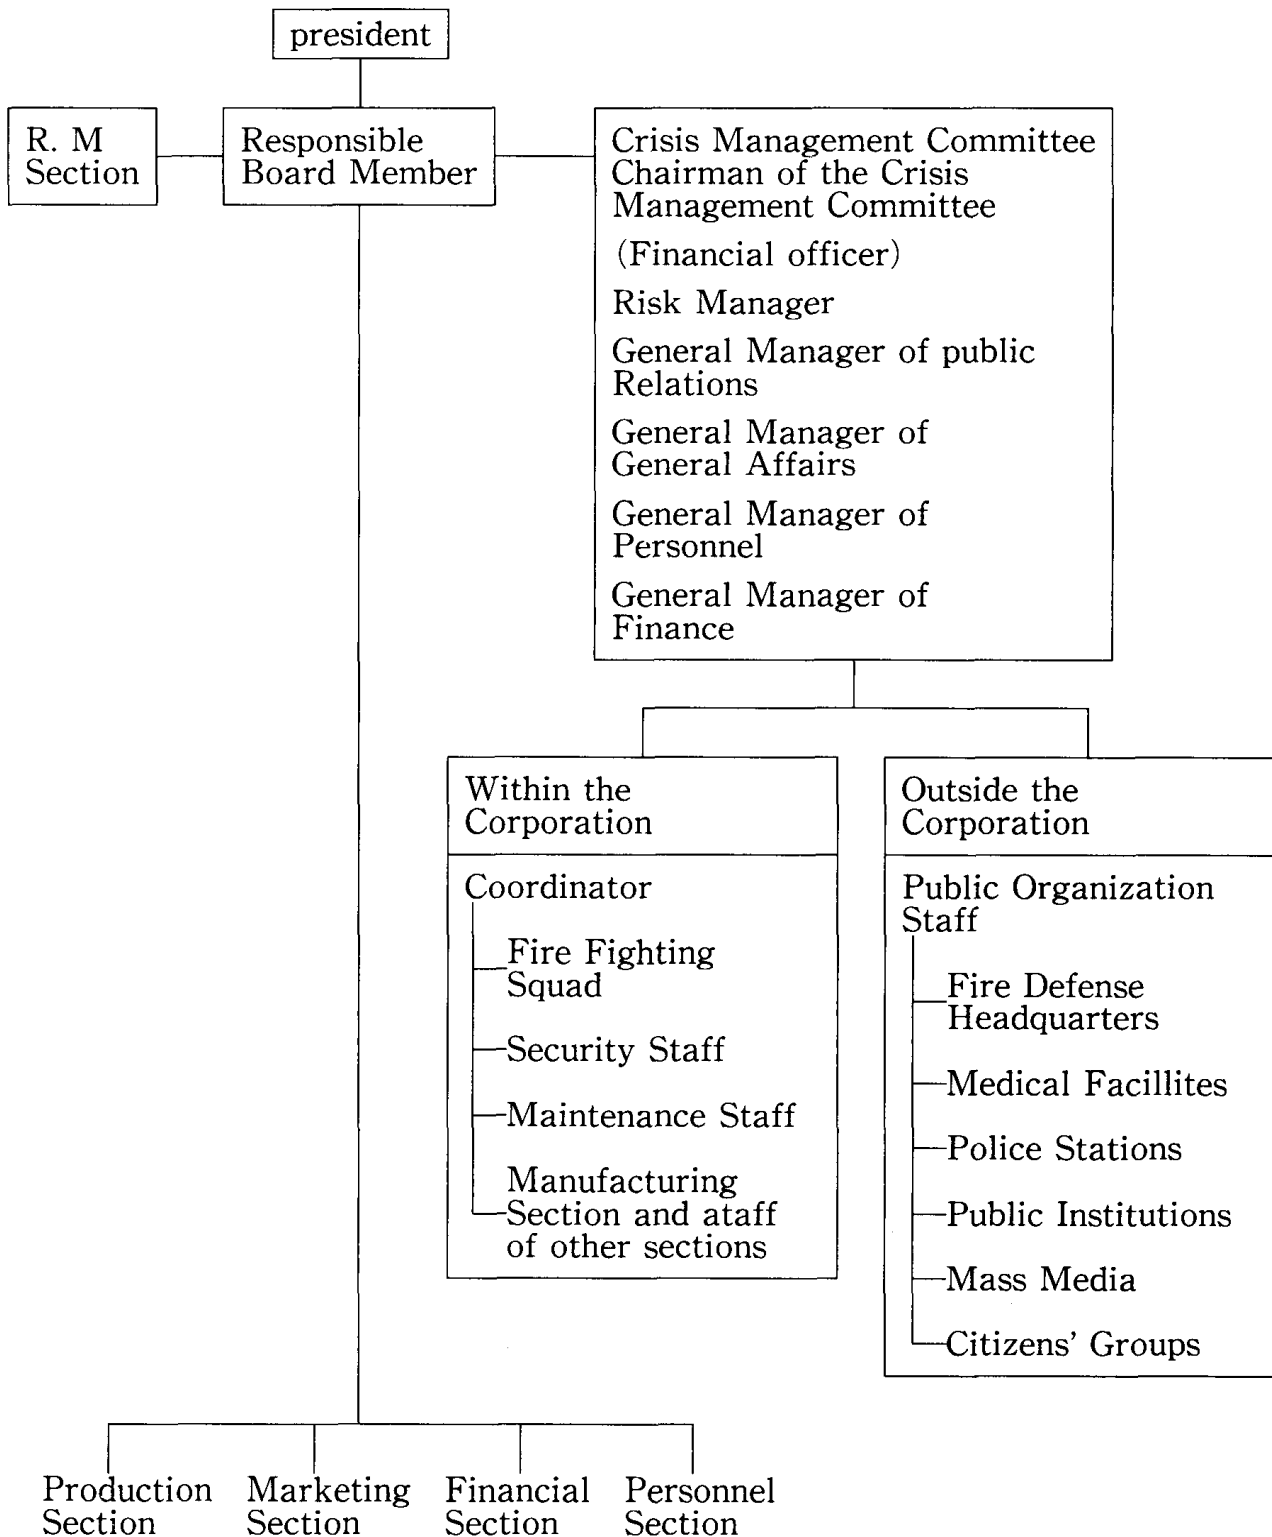 president
R. M
Section
Responsible
Board Member
Crisis Management Committee
Chairman of the Crisis
Management Committee
(Financial officer)
Risk Manager
General Manager of public
Relations
General Manager of
General Affairs
General Manager of
Personnel
General Manager of
Finance
Within the
Corporation
Coordinator
Fire Fighting
Squad
Security Staff
Maintenance Staff
Manufacturing
Section and ataff
of other sections
Outside the
Corporation
Public Organization
Staff
Fire Defense
Headquarters
Medical Facillites
Police Stations
Public Institutions
Mass Media
Citizens' Groups
Production
Section
Marketing
Section
Financial
Section
Personnel
Section